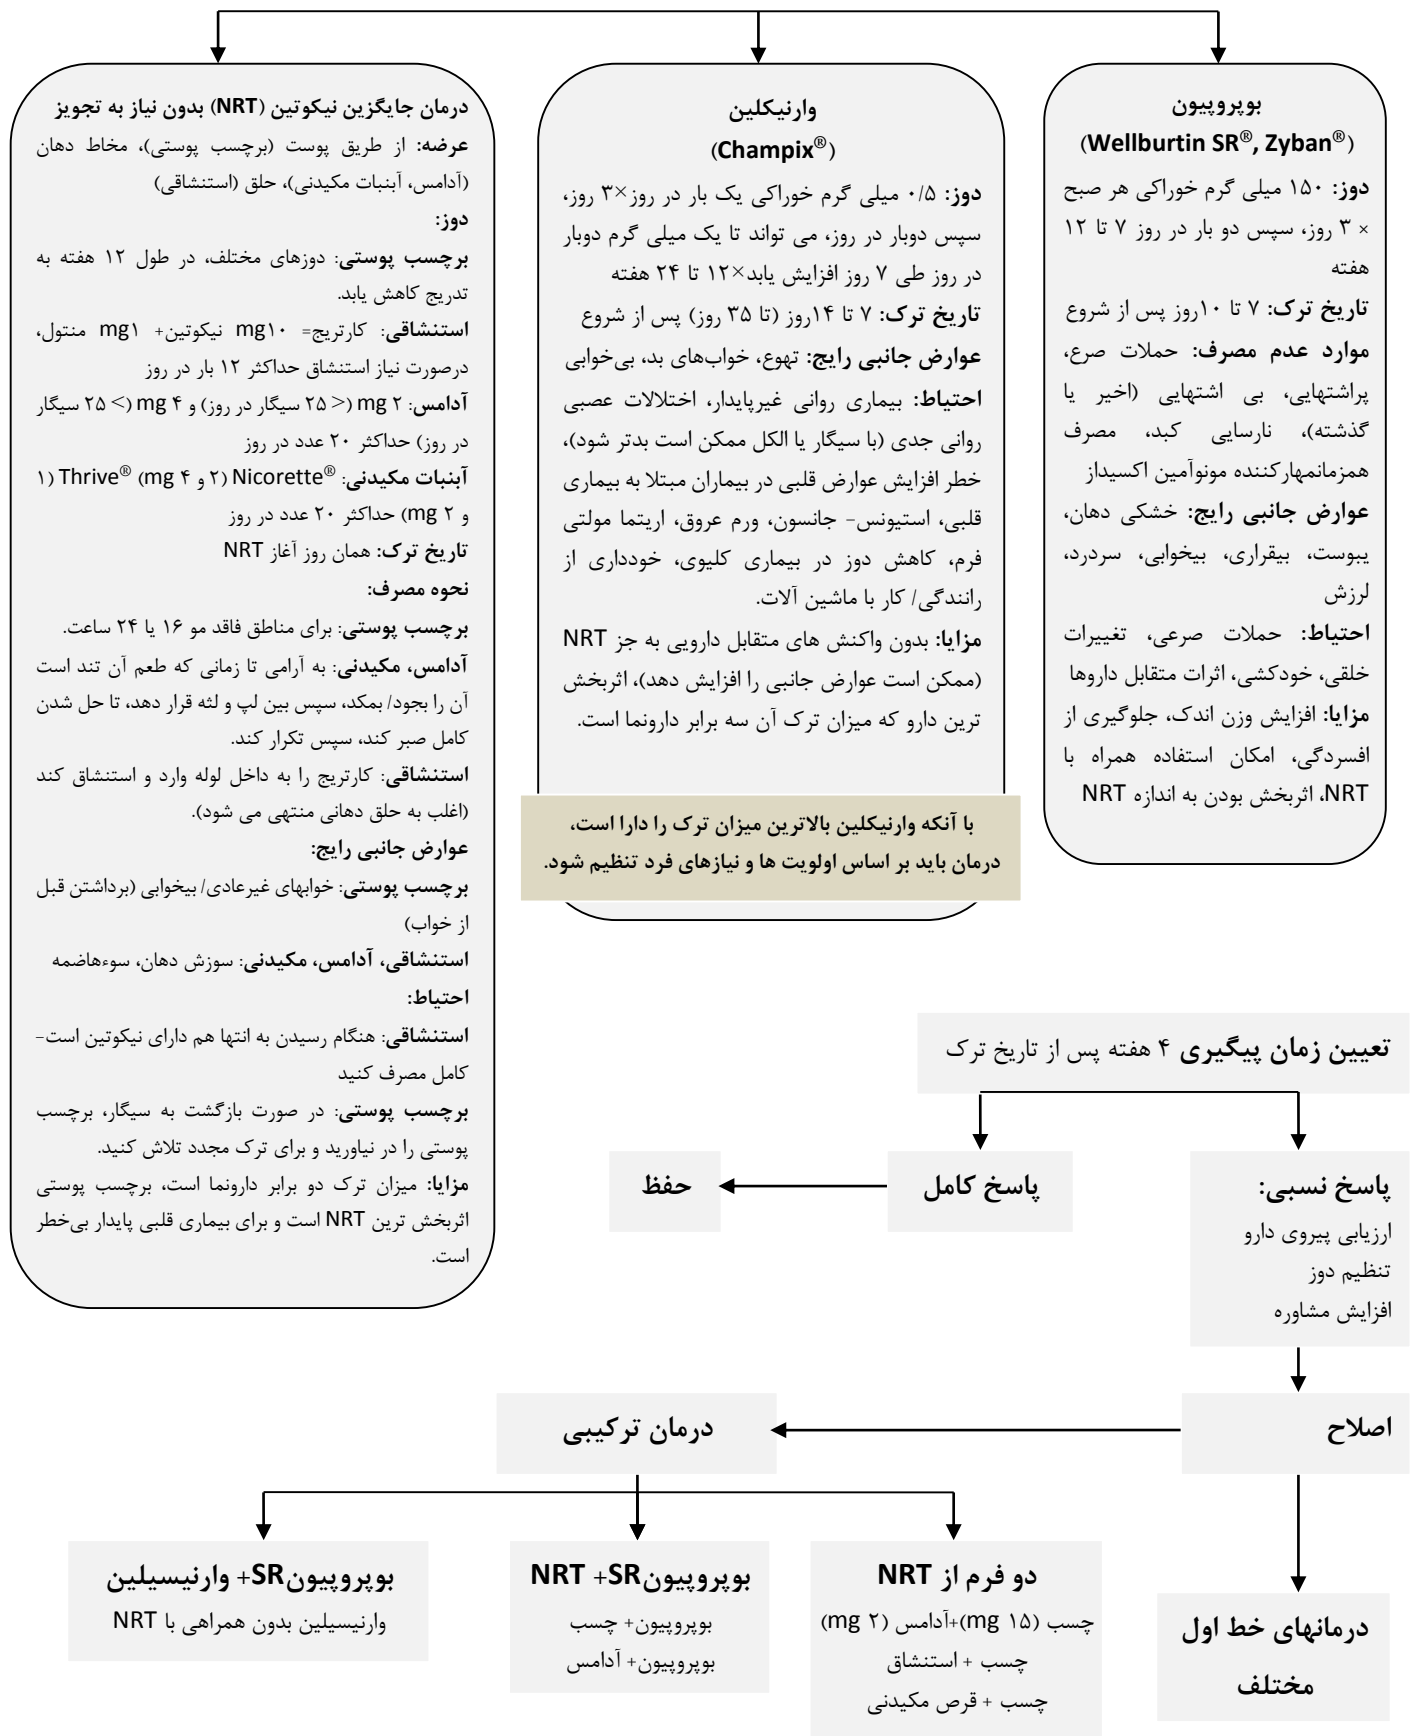 بوپروپیون
(Wellburtin SR®, Zyban®)
دوز: ۱۵۰ میلی گرم خوراکی هر صبح
× ۳ روز، سپس دو بار در روز ۷ تا ۱۲
هفته
تاریخ ترک: ۷ تا ۱۰روز پس از شروع
موارد عدم مصرف: حملات صرع،
پراشتهایی، بی اشتهایی (اخیر یا
گذشته)، نارسایی کبد، مصرف
همزمانمهارکننده مونوآمین اکسیداز
عوارض جانبی رایج: خشکی دهان،
یبوست، بیقراری، بیخوابی، سردرد،
لرزش
احتیاط: حملات صرعی، تغییرات
خلقی، خودکشی، اثرات متقابل داروها
مزایا: افزایش وزن اندک، جلوگیری از
افسردگی، امکان استفاده همراه با
NRT، اثربخش بودن به اندازه NRT
وارنیکلین
(Champix®)
دوز: ۰/۵ میلی گرم خوراکی یک بار در روز×۳ روز،
سپس دوبار در روز، می تواند تا یک میلی گرم دوبار
در روز طی ۷ روز افزایش یابد×۱۲ تا ۲۴ هفته
تاریخ ترک: ۷ تا ۱۴روز (تا ۳۵ روز) پس از شروع
عوارض جانبی رایج: تهوع، خواب‌های بد، بی‌خوابی
احتیاط: بیماری روانی غیرپایدار، اختلالات عصبی
روانی جدی (با سیگار یا الکل ممکن است بدتر شود)،
خطر افزایش عوارض قلبی در بیماران مبتلا به بیماری
قلبی، استیونس- جانسون، ورم عروق، اریتما مولتی
فرم، کاهش دوز در بیماری کلیوی، خودداری از
رانندگی/ کار با ماشین آلات.
مزایا: بدون واکنش های متقابل دارویی به جز NRT
(ممکن است عوارض جانبی را افزایش دهد)، اثربخش
ترین دارو که میزان ترک آن سه برابر دارونما است.
با آنکه وارنیکلین بالاترین میزان ترک را دارا است،
درمان باید بر اساس اولویت ها و نیازهای فرد تنظیم شود.
درمان جایگزین نیکوتین (NRT) بدون نیاز به تجویز
عرضه: از طریق پوست (برچسب پوستی)، مخاط دهان
(آدامس، آبنبات مکیدنی)، حلق (استنشاقی)
دوز:
برچسب پوستی: دوزهای مختلف، در طول ۱۲ هفته به
تدریج کاهش یابد.
استنشاقی: کارتریج= mg۱۰ نیکوتین+ mg۱ منتول،
درصورت نیاز استنشاق حداکثر ۱۲ بار در روز
آدامس: ۲ mg (< ۲۵ سیگار در روز) و ۴ mg (> ۲۵ سیگار
در روز) حداکثر ۲۰ عدد در روز
آبنبات مکیدنی: Nicorette® (۲ و ۴ mg) Thrive® (۱
و ۲ mg) حداکثر ۲۰ عدد در روز
تاریخ ترک: همان روز آغاز NRT
نحوه مصرف:
برچسب پوستی: برای مناطق فاقد مو ۱۶ یا ۲۴ ساعت.
آدامس، مکیدنی: به آرامی تا زمانی که طعم آن تند است
آن را بجود/ بمکد، سپس بین لپ و لثه قرار دهد، تا حل شدن
کامل صبر کند، سپس تکرار کند.
استنشاقی: کارتریج را به داخل لوله وارد و استنشاق کند
(اغلب به حلق دهانی منتهی می شود).
عوارض جانبی رایج:
برچسب پوستی: خوابهای غیرعادی/ بیخوابی (برداشتن قبل
از خواب)
استنشاقی، آدامس، مکیدنی: سوزش دهان، سوءهاضمه
احتیاط:
استنشاقی: هنگام رسیدن به انتها هم دارای نیکوتین است-
کامل مصرف کنید
برچسب پوستی: در صورت بازگشت به سیگار، برچسب
پوستی را در نیاورید و برای ترک مجدد تلاش کنید.
مزایا: میزان ترک دو برابر دارونما است، برچسب پوستی
اثربخش ترین NRT است و برای بیماری قلبی پایدار بی‌خطر
است.
تعیین زمان پیگیری ۴ هفته پس از تاریخ ترک
پاسخ نسبی:
ارزیابی پیروی دارو
تنظیم دوز
افزایش مشاوره
پاسخ کامل
حفظ
اصلاح
درمان ترکیبی
درمانهای خط اول
مختلف
دو فرم از NRT
چسب (۱۵ mg)+آدامس (۲ mg)
چسب + استنشاق
چسب + قرص مکیدنی
بوپروپیونSR+ NRT
بوپروپیون+ چسب
بوپروپیون+ آدامس
بوپروپیونSR+ وارنیسیلین
وارنیسیلین بدون همراهی با NRT